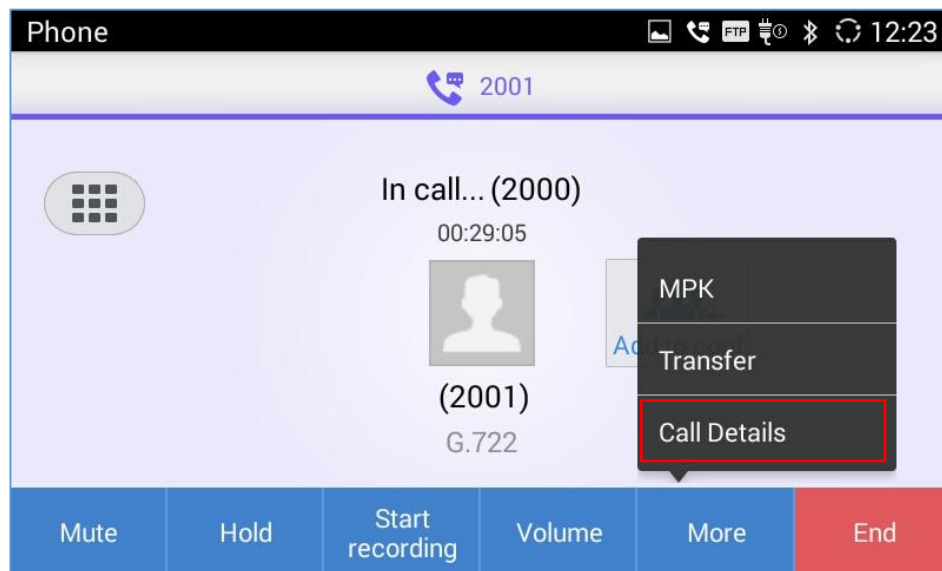 Phone
FTP
12:23
2001
In call... (2000)
00:29:05
MPK
Transfer
Call Details
(2001)
G.722
Mute
Hold
Start
recording
Volume
More
End